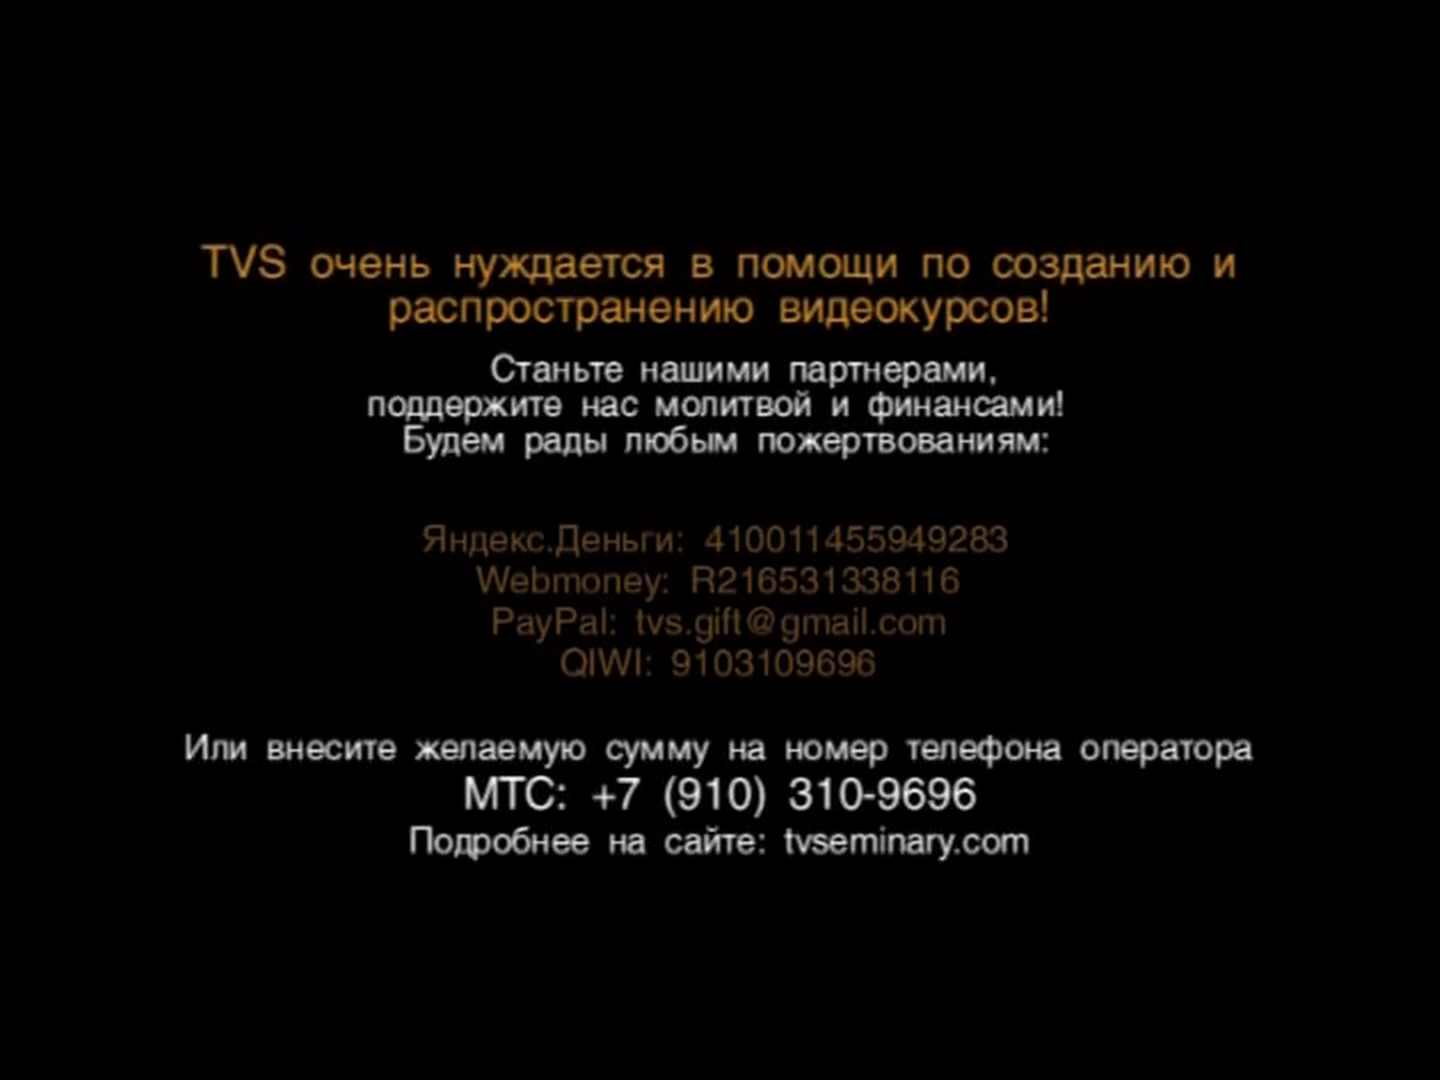 TVS очень нуждается в помощи по созданию и
распространению видеокурсов!
Станьте нашими партнерами,
поддержите нас молитвой и финансами!
Будем рады любым пожертвованиям:
Яндекс.Деньги: 410011455949283
Webmoney: R216531338116
PayPal: tvs.gift@gmail.com
QIWI: 9103109696
Или внесите желаемую сумму на номер телефона оператора
МТС: +7 (910) 310-9696
Подробнее на сайте: tvseminary.com